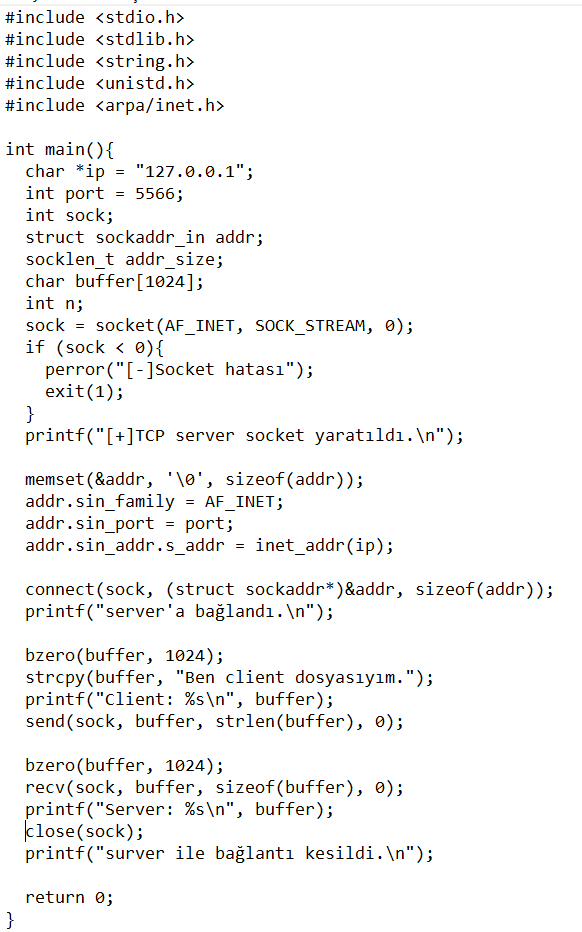 #include <stdio.h>
#include <stdlib.h>
#include <string.h>
#include <unistd.h>
#include <arpa/inet.h>

int main(){
  char *ip = "127.0.0.1";
  int port = 5566;
  int sock;
  struct sockaddr_in addr;
  socklen_t addr_size;
  char buffer[1024];
  int n;
  sock = socket(AF_INET, SOCK_STREAM, 0);
  if (sock < 0){
    perror("[-]Socket hatası");
    exit(1);
  }
  printf("[+]TCP server socket yaratıldı.\n");

  memset(&addr, '\0', sizeof(addr));
  addr.sin_family = AF_INET;
  addr.sin_port = port;
  addr.sin_addr.s_addr = inet_addr(ip);

  connect(sock, (struct sockaddr*)&addr, sizeof(addr));
  printf("server'a bağlandı.\n");

  bzero(buffer, 1024);
  strcpy(buffer, "Ben client dosyasıyım.");
  printf("Client: %s\n", buffer);
  send(sock, buffer, strlen(buffer), 0);

  bzero(buffer, 1024);
  recv(sock, buffer, sizeof(buffer), 0);
  printf("Server: %s\n", buffer);
  close(sock);
  printf("surver ile bağlantı kesildi.\n");

  return 0;
}